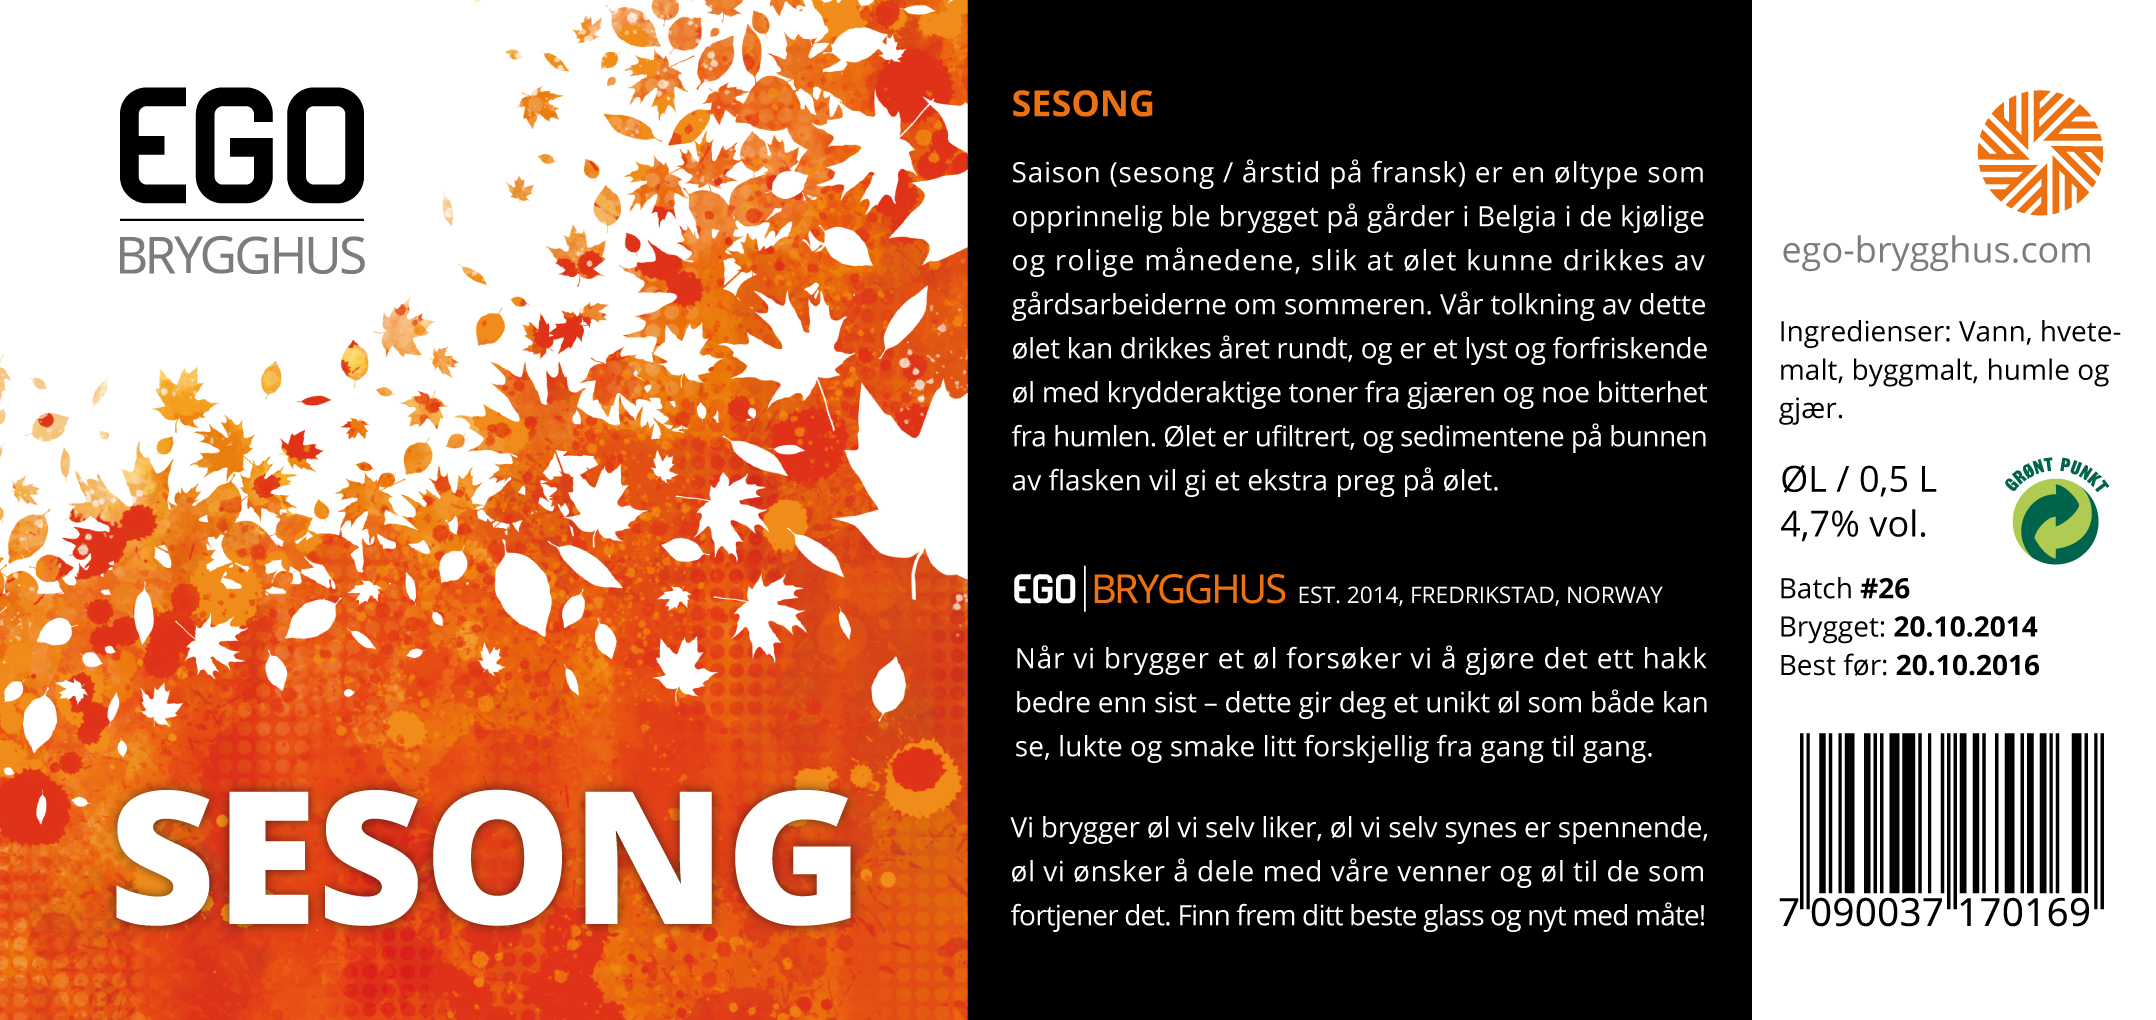 EGO
BRYGGHUS
SESONG
SESONG
Saison (sesong / årstid på fransk) er en øltype som
opprinnelig ble brygget på gårder i Belgia i de kjølige
og rolige månedene, slik at ølet kunne drikkes av
gårdsarbeiderne om sommeren. Vår tolkning av dette
ølet kan drikkes året rundt, og er et lyst og forfriskende
øl med krydderaktige toner fra gjæren og noe bitterhet
fra humlen. Ølet er ufiltrert, og sedimentene på bunnen
av flasken vil gi et ekstra preg på ølet.
EGO BRYGGHUS EST. 2014, FREDRIKSTAD, NORWAY
Når vi brygger et øl forsøker vi å gjøre det ett hakk
bedre enn sist – dette gir deg et unikt øl som både kan
se, lukte og smake litt forskjellig fra gang til gang.
Vi brygger øl vi selv liker, øl vi selv synes er spennende,
øl vi ønsker å dele med våre venner og øl til de som
fortjener det. Finn frem ditt beste glass og nyt med måte!
ego-brygghus.com
Ingredienser: Vann, hvete-
malt, byggmalt, humle og
gjær.
ØL / 0,5 L
4,7% vol.
GRØNT PUNKT
Batch #26
Brygget: 20.10.2014
Best før: 20.10.2016
7 090037 170169